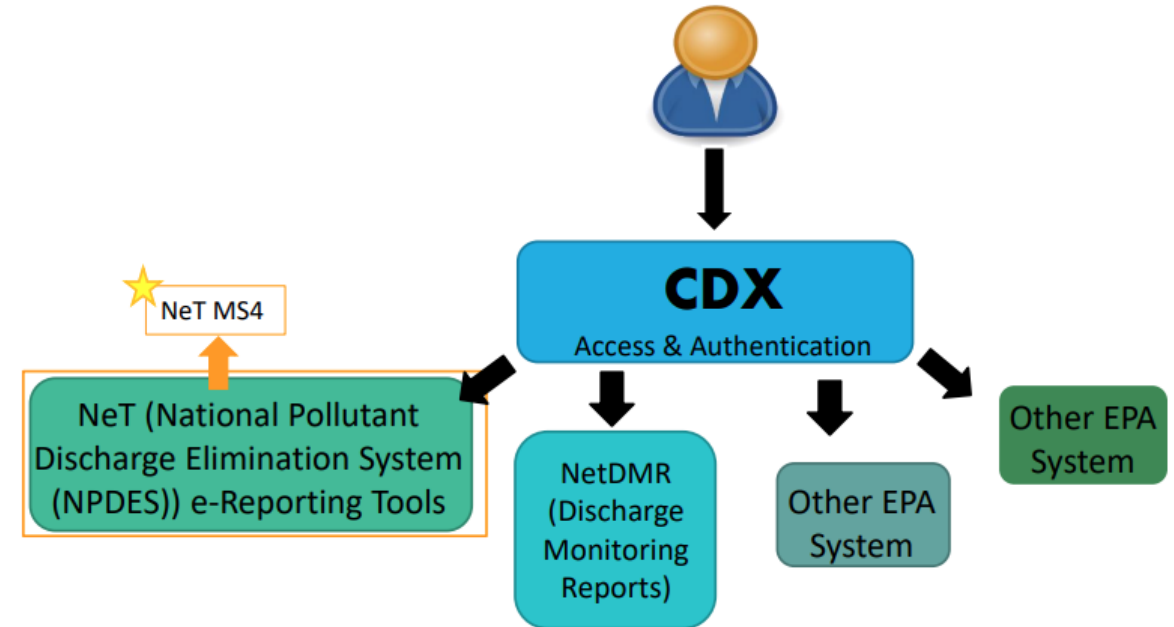 CDX
Access & Authentication
NeT MS4
NeT (National Pollutant
Discharge Elimination System
(NPDES)) e-Reporting Tools
NetDMR
(Discharge
Monitoring
Reports)
Other EPA
System
Other EPA
System